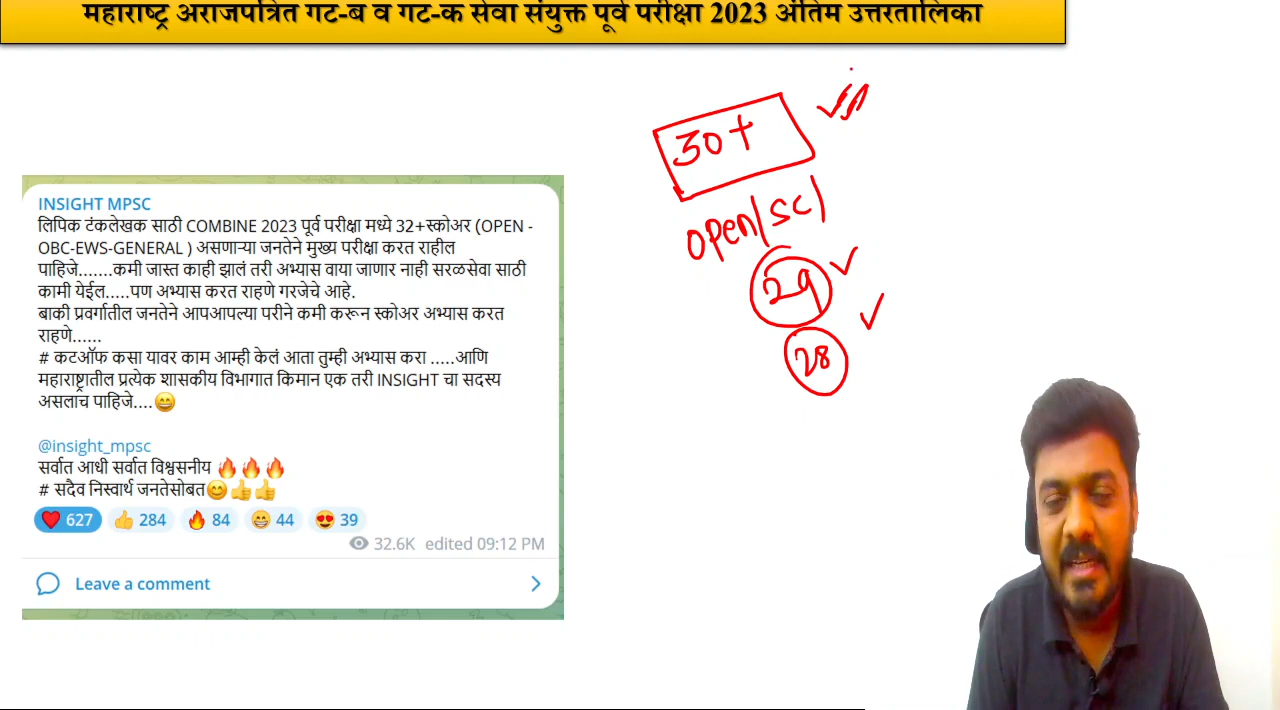 महाराष्ट्र अराजपत्रित गट-ब व गट-क सेवा संयुक्त पूर्व परीक्षा 2023 अंतिम उत्तरतालिका
30+
open/sc/
29
28
INSIGHT MPSC
लिपिक टंकलेखक साठी COMBINE 2023 पूर्व परीक्षा मध्ये 32+स्कोअर (OPEN -
OBC-EWS-GENERAL ) असणाऱ्या जनतेने मुख्य परीक्षा करत राहील
पाहिजे.......कमी जास्त काही झालं तरी अभ्यास वाया जाणार नाही सरळसेवा साठी
कामी येईल.....पण अभ्यास करत राहणे गरजेचे आहे.
बाकी प्रवर्गातील जनतेने आपआपल्या परीने कमी करून स्कोअर अभ्यास करत
राहणे......
# कटऑफ कसा यावर काम आम्ही केलं आता तुम्ही अभ्यास करा .....आणि
महाराष्ट्रातील प्रत्येक शासकीय विभागात किमान एक तरी INSIGHT चा सदस्य
असलाच पाहिजे....😄
@insight_mpsc
सर्वात आधी सर्वात विश्वसनीय 🔥🔥🔥
# सदैव निस्वार्थ जनतेसोबत😊👍👍
❤️ 627 👍 284 🔥 84 😁 44 😍 39
32.6K edited 09:12 PM
Leave a comment